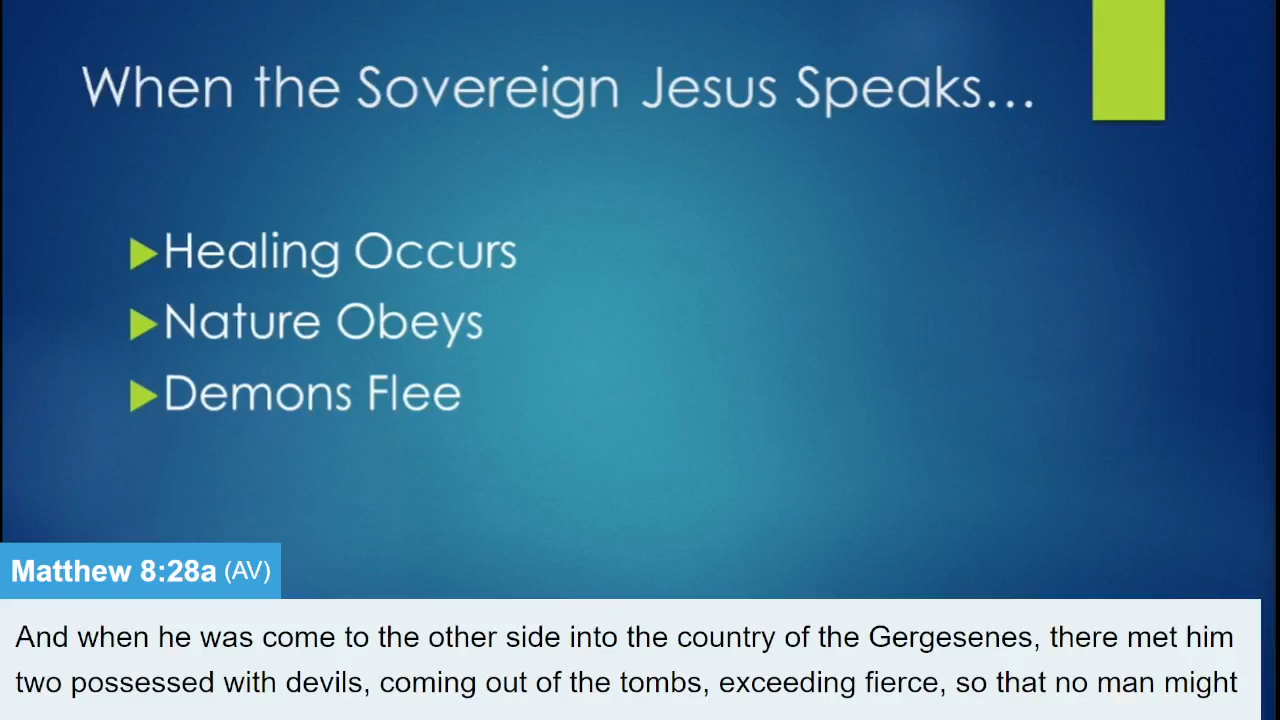 When the Sovereign Jesus Speaks...
Healing Occurs
Nature Obeys
Demons Flee
Matthew 8:28a (AV)
And when he was come to the other side into the country of the Gergesenes, there met him
two possessed with devils, coming out of the tombs, exceeding fierce, so that no man might